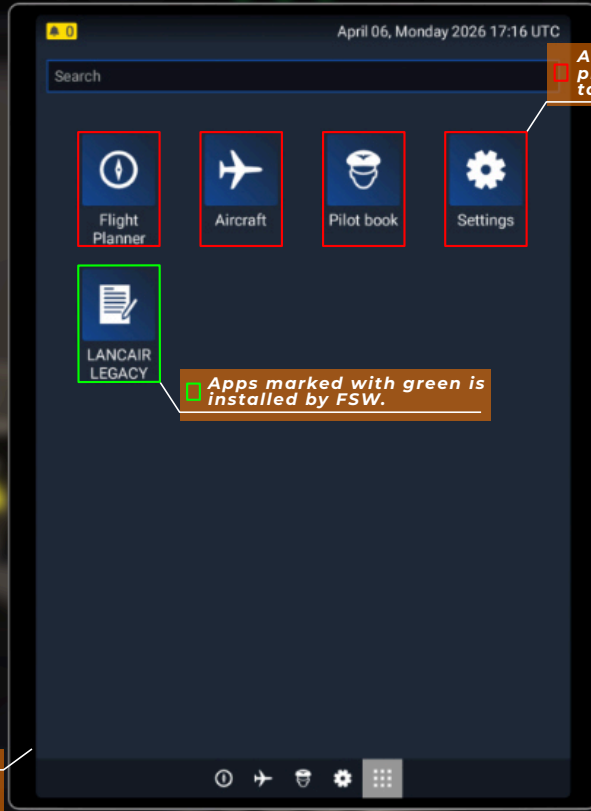 0
April 06, Monday 2026 17:16 UTC
Search
Flight
Planner
Aircraft
Pilot book
Settings
LANCAIR
LEGACY
Apps marked with green is
installed by FSW.